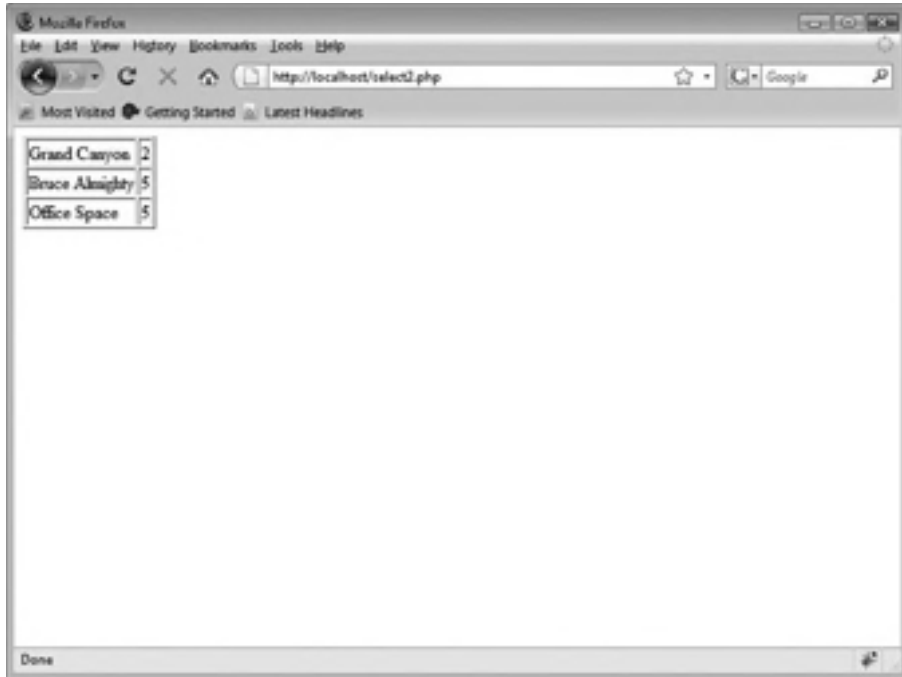 Mozilla Firefox
File Edit View History Bookmarks Tools Help
http://localhost/select2.php
Google
Most Visited Getting Started Latest Headlines
Grand Canyon 2
Bruce Almighty 5
Office Space 5
Done